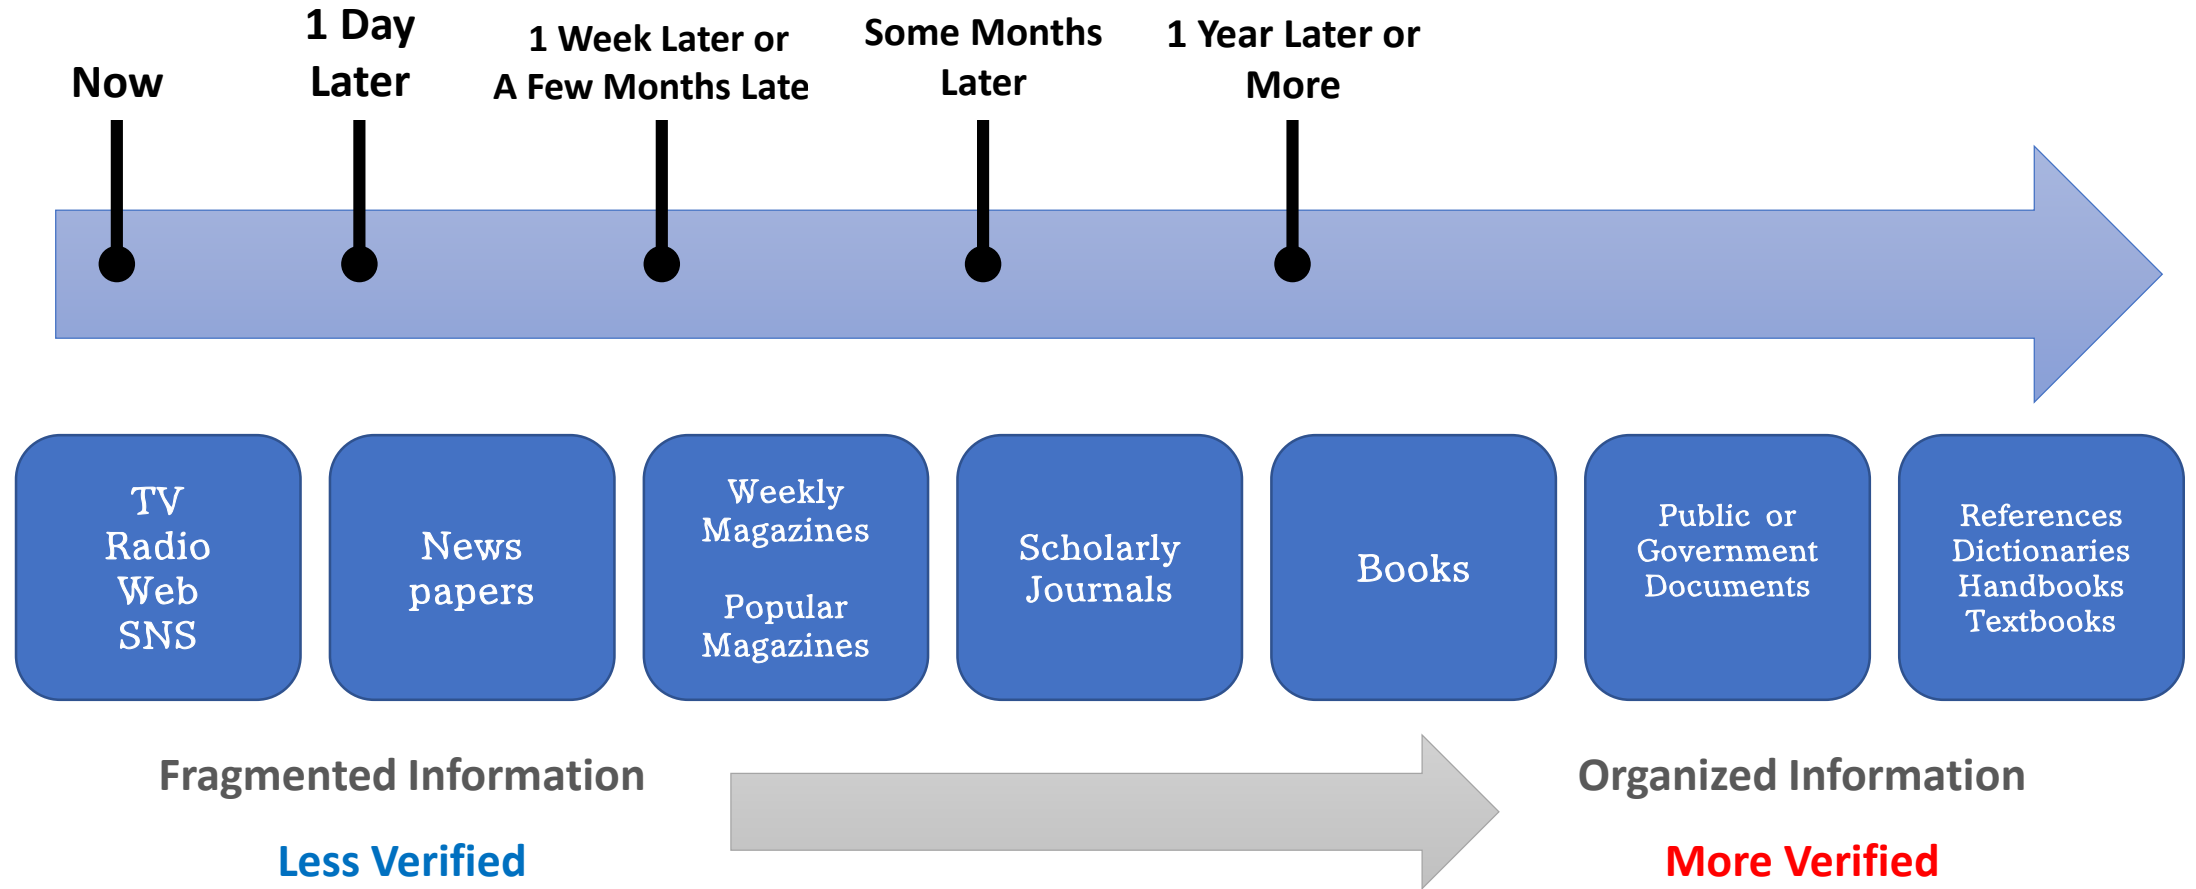 Now
1 Day
Later
1 Week Later or
A Few Months Late
Some Months
Later
1 Year Later or
More
TV
Radio
Web
SNS
News
papers
Weekly
Magazines
Popular
Magazines
Scholarly
Journals
Books
Public or
Government
Documents
References
Dictionaries
Handbooks
Textbooks
Fragmented Information
Less Verified
Organized Information
More Verified